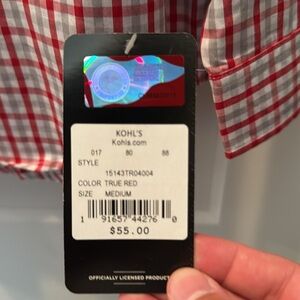 KOHL'S
Kohls.com
017 80 88
STYLE
15143TR04004
COLOR TRUE RED
SIZE MEDIUM
1 91657 44276 0
$55.00
OFFICIALLY LICENSED PRODUCT